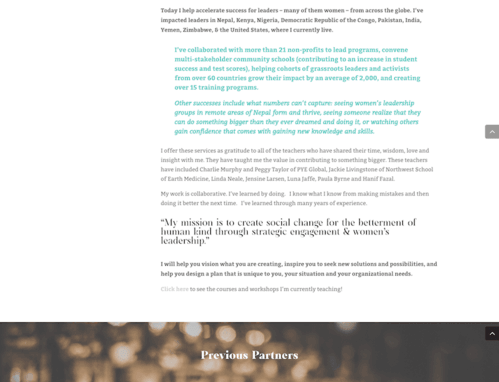 Today I help accelerate success for leaders – many of them women – from across the globe. I've
impacted leaders in Nepal, Kenya, Nigeria, Democratic Republic of the Congo, Pakistan, India,
Yemen, Zimbabwe, & the United States, where I currently live.
I've collaborated with more than 21 non-profits to lead programs, convene
multi-stakeholder community schools (contributing to an increase in student
success and test scores), helping cohorts of grassroots leaders and activists
from over 60 countries grow their impact by an average of 2,000, and creating
over 15 training programs.
Other successes include what numbers can't capture: seeing women's leadership
groups in remote areas of Nepal form and thrive, seeing someone realize that they
can do something bigger than they ever dreamed and doing it, or watching others
gain confidence that comes with gaining new knowledge and skills.
I offer these services as gratitude to all of the teachers who have shared their time, wisdom, love and
insight with me. They have taught me the value in contributing to something bigger. These teachers
have included Charlie Murphy and Peggy Taylor of PYE Global, Jackie Livingstone of Northwest School
of Earth Medicine, Linda Neale, Jessine Larsen, Luna Jaffe, Paula Byrne and Hanif Fazal.
My work is collaborative. I've learned by doing. I know what I know from making mistakes and then
doing it better the next time. I've learned through many years of experience.
"My mission is to create social change for the betterment of
human kind through strategic engagement & women's
leadership."
I will help you vision what you are creating, inspire you to seek new solutions and possibilities, and
help you design a plan that is unique to you, your situation and your organizational needs.
Click here to see the courses and workshops I'm currently teaching!
Previous Partners